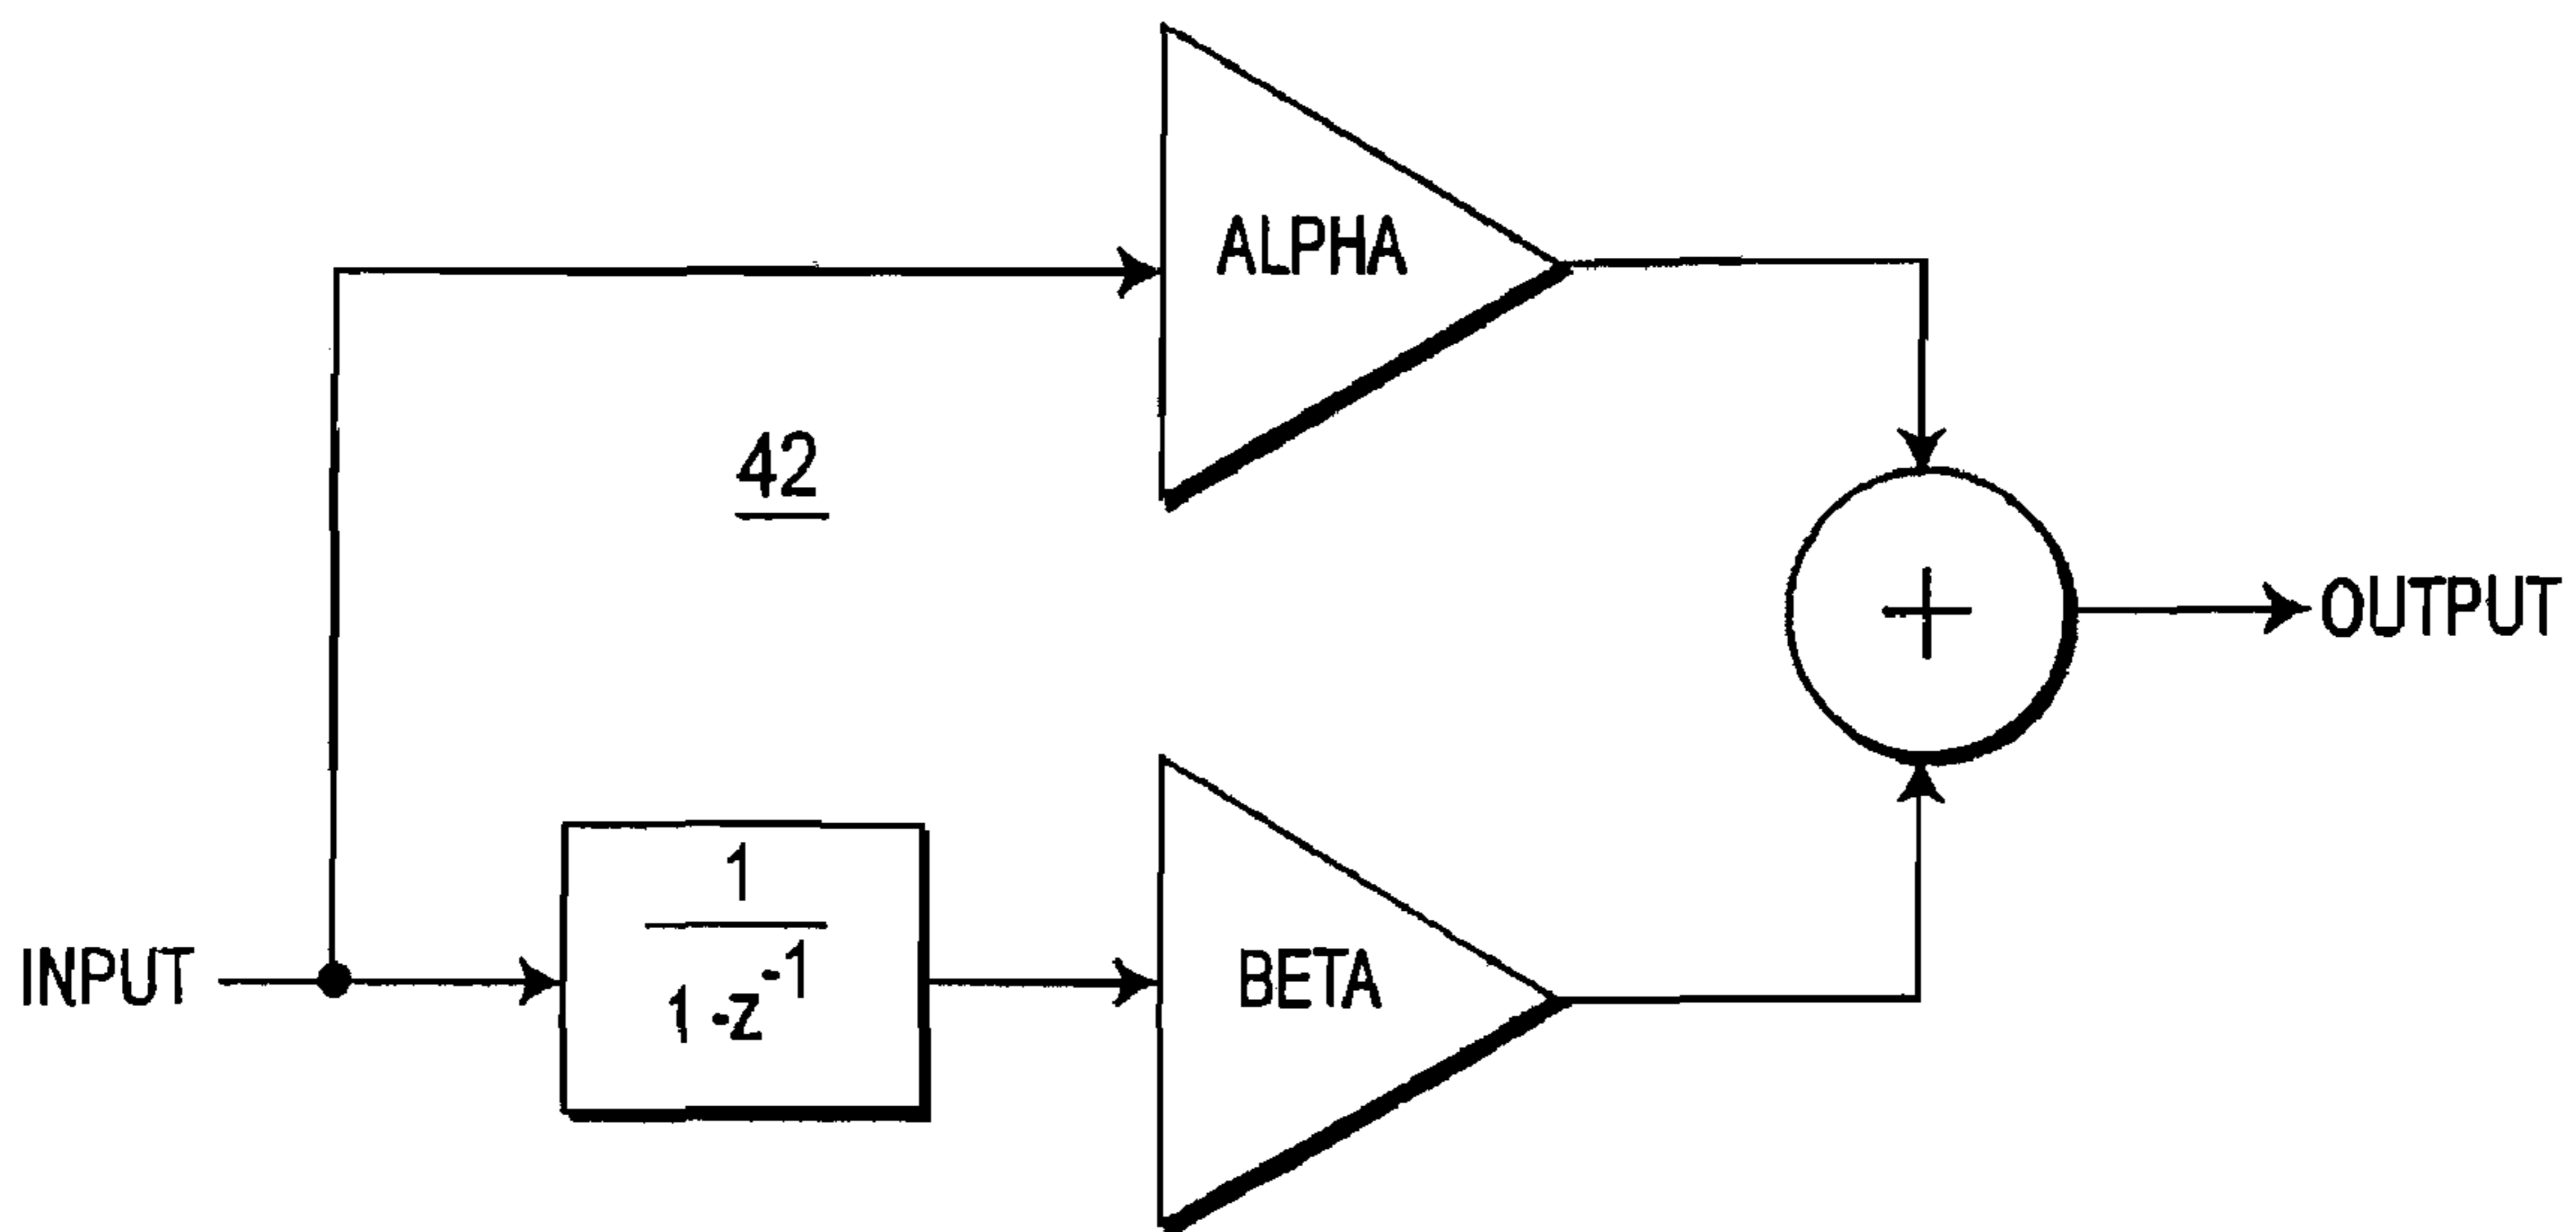 ALPHA
42
+
OUTPUT
INPUT
1
1-z^-1
BETA